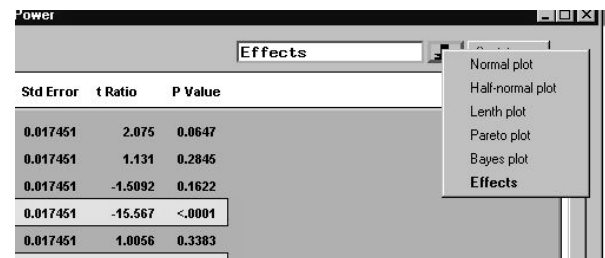 Power
Effects
Normal plot
Half-normal plot
Lenth plot
Pareto plot
Bayes plot
Effects
Std Error t Ratio P Value
0.017451 2.075 0.0647
0.017451 1.131 0.2845
0.017451 -1.5092 0.1622
0.017451 -15.567 <.0001
0.017451 1.0056 0.3383